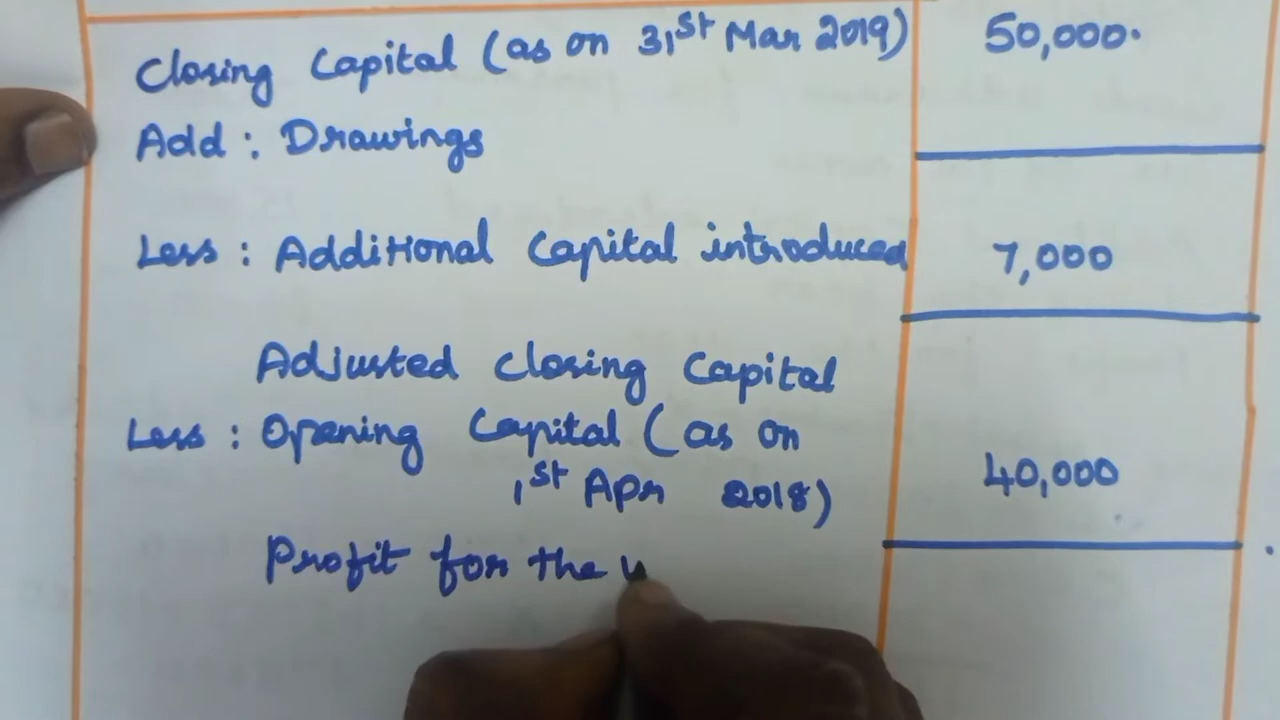 Closing Capital (as on 31st Mar 2019) 50,000.
Add : Drawings
Less : Additional Capital introduced 7,000
Adjusted Closing Capital
Less : Opening Capital (as on
1st Apr 2018) 40,000
Profit for the